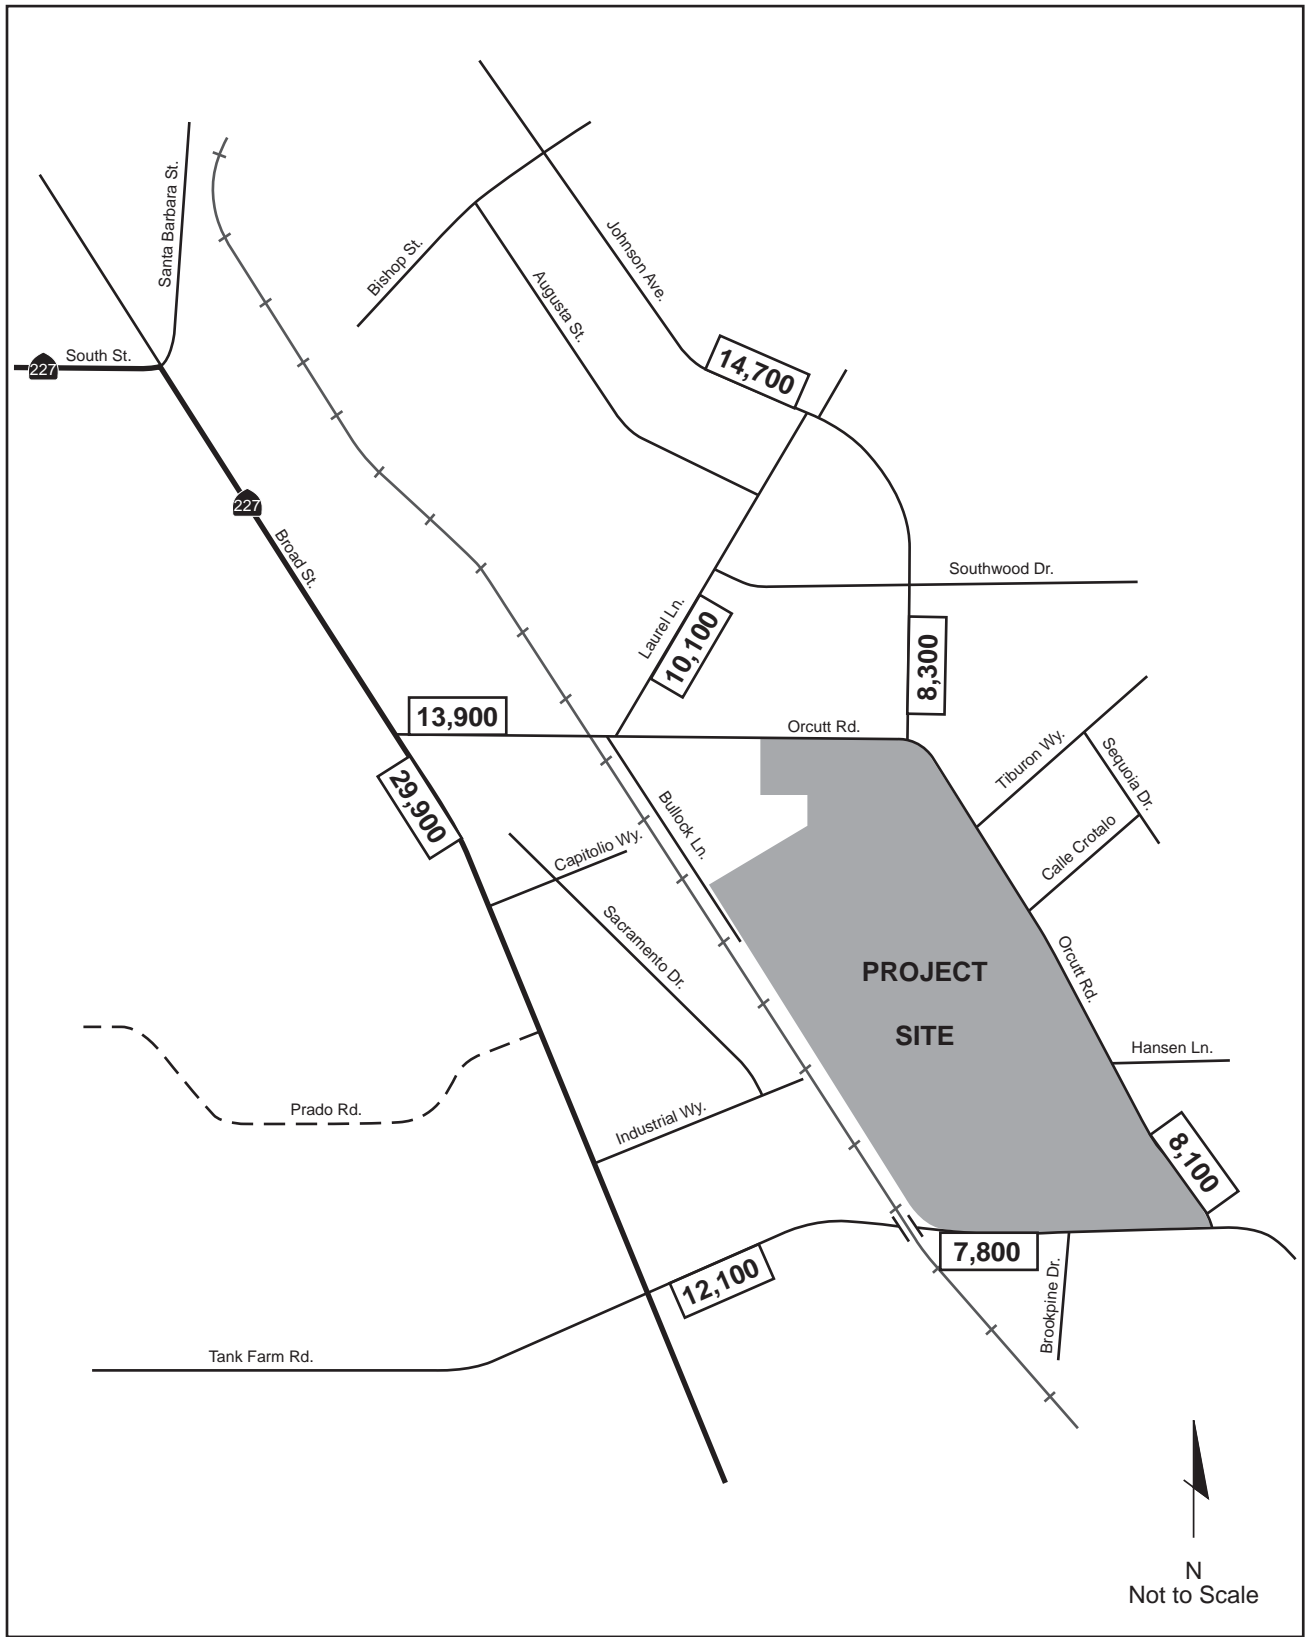 Santa Barbara St.
Bishop St.
Johnson Ave.
Augusta St.
South St.
227
14,700
227
Broad St.
Southwood Dr.
Laurel Ln.
10,100
8,300
13,900
Orcutt Rd.
29,900
Bullock Ln.
Tiburon Wy.
Sequoia Dr.
Capitolio Wy.
Calle Crotalo
Sacramento Dr.
Orcutt Rd.
PROJECT
SITE
Hansen Ln.
Prado Rd.
Industrial Wy.
8,100
7,800
12,100
Brookpine Dr.
Tank Farm Rd.
N
Not to Scale